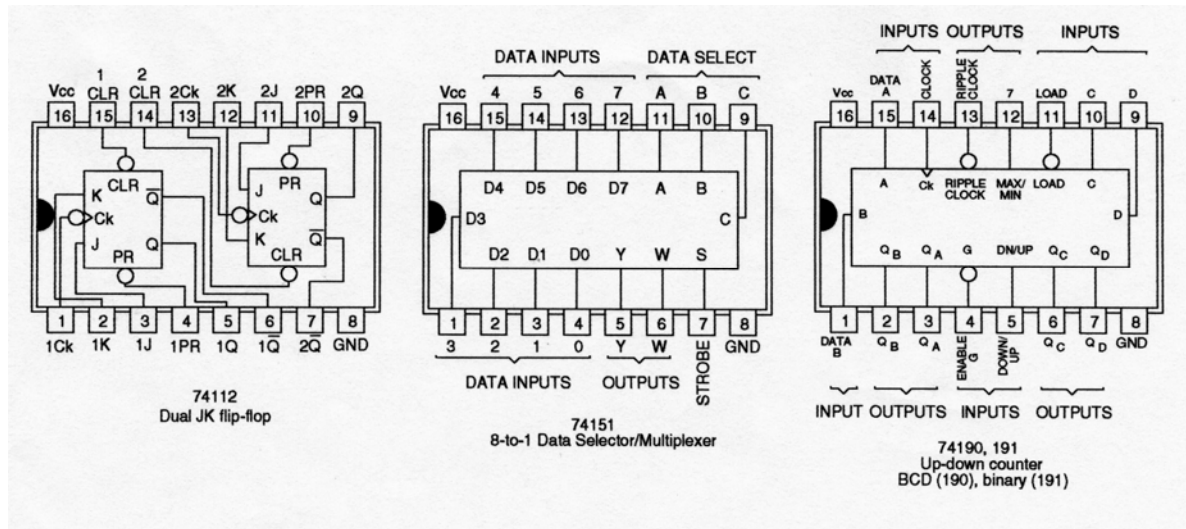 1 CLR
2 CLR
Vcc 2Ck 2K 2J 2PR 2Q
16 15 14 13 12 11 10 9
CLR PR
K Q̅ J Q
Ck Ck
J Q K Q̅
PR CLR
1 2 3 4 5 6 7 8
1Ck 1K 1J 1PR 1Q 1Q̅ 2Q̅ GND
74112
Dual JK flip-flop
DATA INPUTS DATA SELECT
Vcc 4 5 6 7 A B C
16 15 14 13 12 11 10 9
D4 D5 D6 D7 A B
D3 C
D2 D1 D0 Y W S
1 2 3 4 5 6 7 8
3 2 1 0 Y W STROBE GND
DATA INPUTS OUTPUTS
74151
8-to-1 Data Selector/Multiplexer
INPUTS OUTPUTS INPUTS
Vcc DATA A CLOCK RIPPLE CLOCK 7 LOAD C D
16 15 14 13 12 11 10 9
A Ck RIPPLE CLOCK MAX/MIN LOAD C
B D
QB QA G DN/UP QC QD
1 2 3 4 5 6 7 8
DATA B QB QA ENABLE G DOWN/UP QC QD GND
INPUT OUTPUTS INPUTS OUTPUTS
74190, 191
Up-down counter
BCD (190), binary (191)